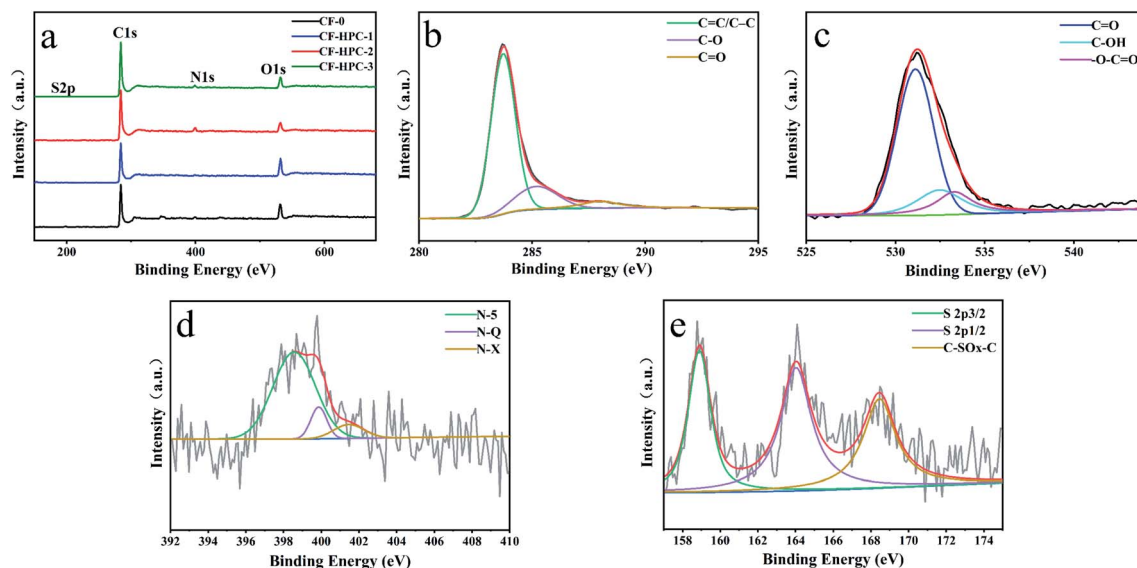 a
C1s
S2p
N1s
O1s
CF-0
CF-HPC-1
CF-HPC-2
CF-HPC-3
Intensity (a.u.)
200
400
600
Binding Energy (eV)
b
C=C/C-C
C-O
C=O
Intensity (a.u.)
280
285
290
295
Binding Energy (eV)
c
C=O
C-OH
-O-C=O
Intensity (a.u.)
525
530
535
540
Binding Energy (eV)
d
N-5
N-Q
N-X
Intensity (a.u.)
392 394 396 398 400 402 404 406 408 410
Binding Energy (eV)
e
S 2p3/2
S 2p1/2
C-SOx-C
Intensity (a.u.)
158 160 162 164 166 168 170 172 174
Binding Energy (eV)